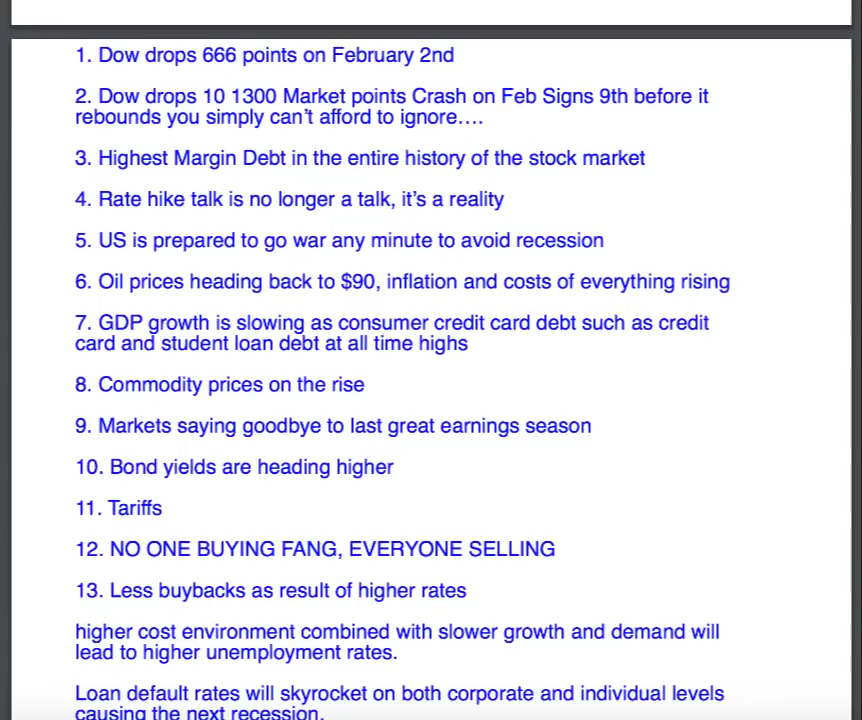 1. Dow drops 666 points on February 2nd
2. Dow drops 10 1300 Market points Crash on Feb Signs 9th before it
rebounds you simply can’t afford to ignore….
3. Highest Margin Debt in the entire history of the stock market
4. Rate hike talk is no longer a talk, it’s a reality
5. US is prepared to go war any minute to avoid recession
6. Oil prices heading back to $90, inflation and costs of everything rising
7. GDP growth is slowing as consumer credit card debt such as credit
card and student loan debt at all time highs
8. Commodity prices on the rise
9. Markets saying goodbye to last great earnings season
10. Bond yields are heading higher
11. Tariffs
12. NO ONE BUYING FANG, EVERYONE SELLING
13. Less buybacks as result of higher rates
higher cost environment combined with slower growth and demand will
lead to higher unemployment rates.
Loan default rates will skyrocket on both corporate and individual levels
causing the next recession.